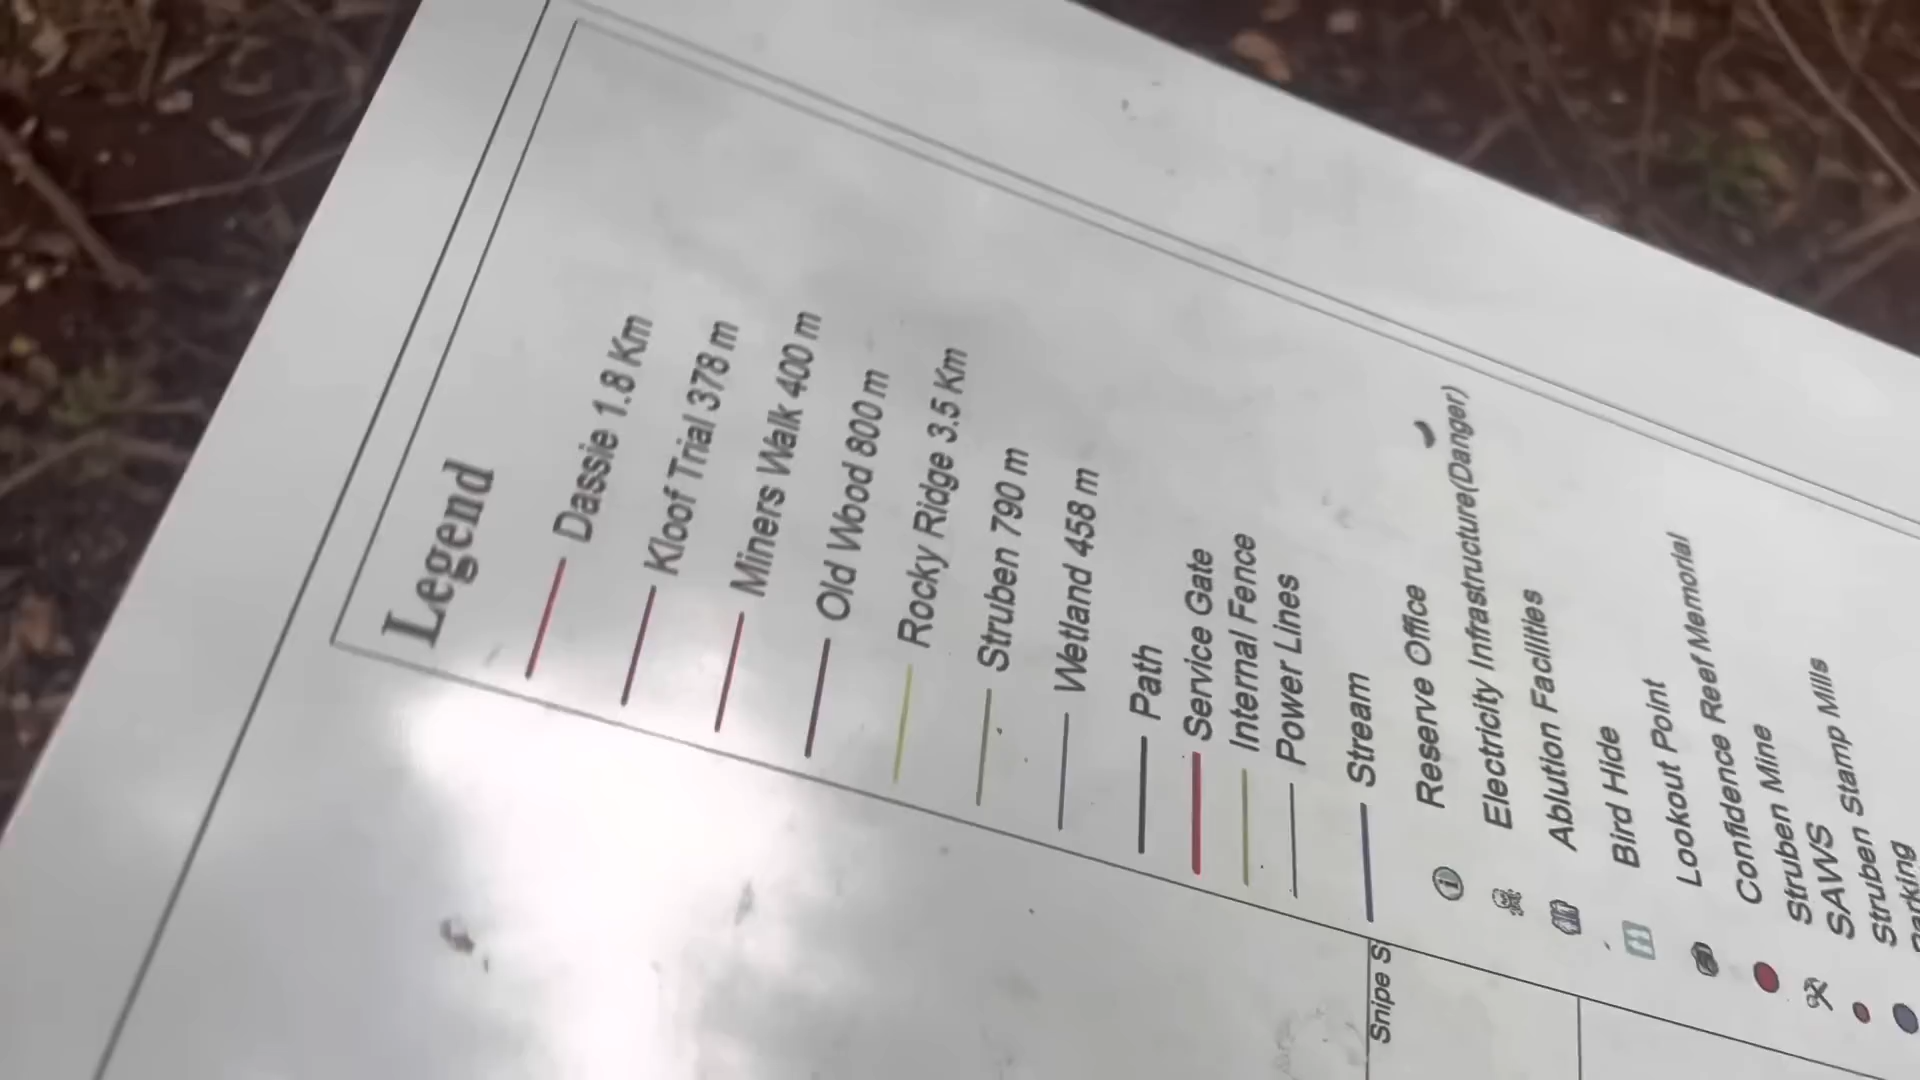 Legend
Dassie 1.8 Km
Kloof Trial 378 m
Miners Walk 400 m
Old Wood 800 m
Rocky Ridge 3.5 Km
Struben 790 m
Wetland 458 m
Path
Service Gate
Internal Fence
Power Lines
Stream
Reserve Office
Electricity Infrastructure(Danger)
Ablution Facilities
Bird Hide
Lookout Point
Confidence Reef Memorial
Struben Mine
SAWS
Struben Stamp Mills
Snipe S